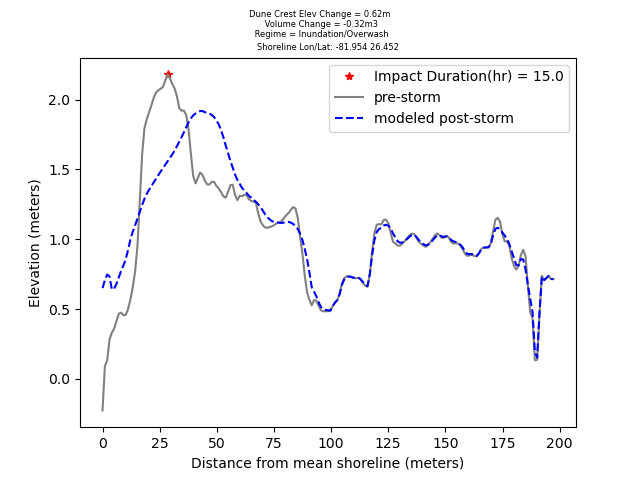 Dune Crest Elev Change = 0.62m
Volume Change = -0.32m3
Regime = Inundation/Overwash
Shoreline Lon/Lat: -81.954 26.452
Impact Duration(hr) = 15.0
pre-storm
modeled post-storm
Elevation (meters)
2.0
1.5
1.0
0.5
0.0
0 25 50 75 100 125 150 175 200
Distance from mean shoreline (meters)